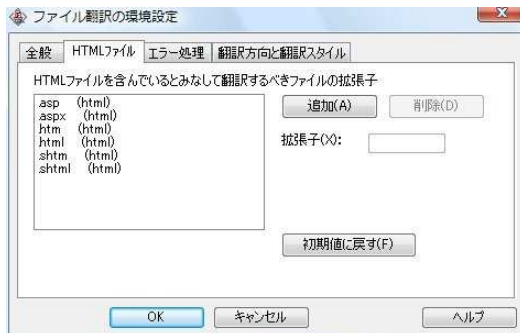 ファイル翻訳の環境設定
全般 HTMLファイル エラー処理 翻訳方向と翻訳スタイル
HTMLファイルを含んでいるとみなして翻訳するべきファイルの拡張子
.asp (html)
.aspx (html)
.htm (html)
.html (html)
.shtm (html)
.shtml (html)
追加(A) 削除(D)
拡張子(X):
初期値に戻す(F)
OK キャンセル ヘルプ